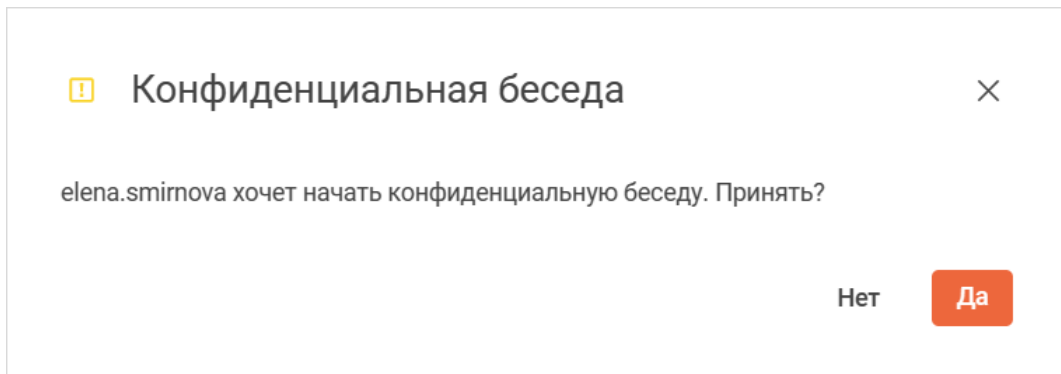 Конфиденциальная беседа
elena.smirnova хочет начать конфиденциальную беседу. Принять?
Нет Да